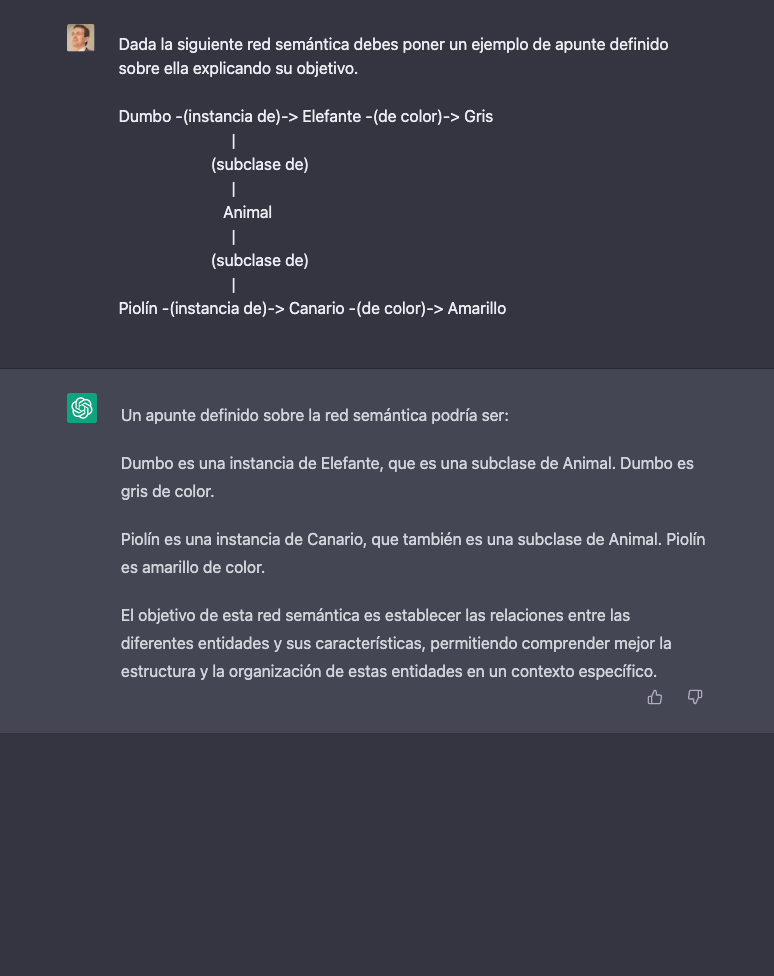 Dada la siguiente red semántica debes poner un ejemplo de apunte definido
sobre ella explicando su objetivo.
Dumbo -(instancia de)-> Elefante -(de color)-> Gris
|
(subclase de)
|
Animal
|
(subclase de)
|
Piolín -(instancia de)-> Canario -(de color)-> Amarillo
Un apunte definido sobre la red semántica podría ser:
Dumbo es una instancia de Elefante, que es una subclase de Animal. Dumbo es
gris de color.
Piolín es una instancia de Canario, que también es una subclase de Animal. Piolín
es amarillo de color.
El objetivo de esta red semántica es establecer las relaciones entre las
diferentes entidades y sus características, permitiendo comprender mejor la
estructura y la organización de estas entidades en un contexto específico.